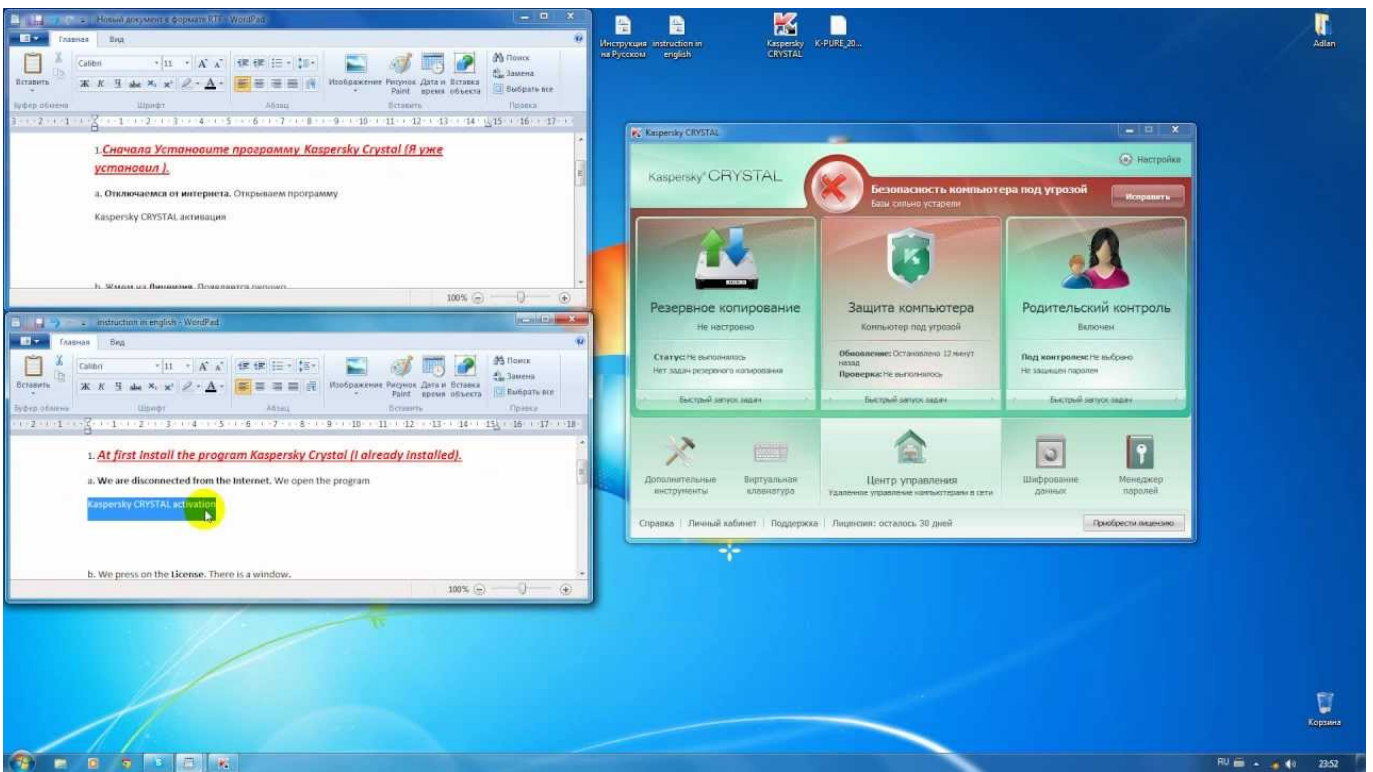 Новый документ в формате RTF - WordPad
Главная Вид
Calibri 11
Вставить
Изображение Рисунок Paint Дата и время Вставка объекта
Поиск
Замена
Выбрать все
Буфер обмена Шрифт Абзац Вставить Правка
1.Сначала Установите программу Kaspersky Crystal (Я уже
установил ).
a. Отключаемся от интернета. Открываем программу
Kaspersky CRYSTAL активация
100%
instruction in english - WordPad
Главная Вид
Calibri 11
Вставить
Изображение Рисунок Paint Дата и время Вставка объекта
Поиск
Замена
Выбрать все
Буфер обмена Шрифт Абзац Вставить Правка
1. At first Install the program Kaspersky Crystal (I already installed).
a. We are disconnected from the Internet. We open the program
Kaspersky CRYSTAL activation
b. We press on the License. There is a window.
100%
Инструкция на Русском
instruction in english
Kaspersky CRYSTAL
K-PURE_20...
Adlan
Kaspersky CRYSTAL
Kaspersky CRYSTAL
Настройка
Безопасность компьютера под угрозой
Базы сильно устарели
Исправить
Резервное копирование
Не настроено
Статус: Не выполнялось
Нет задач резервного копирования
Быстрый запуск задач
Защита компьютера
Компьютер под угрозой
Обновление: Остановлено 12 минут
назад
Проверка: Не выполнялось
Быстрый запуск задач
Родительский контроль
Включен
Под контролем: Не выбрано
Не защищен паролем
Быстрый запуск задач
Дополнительные
инструменты
Виртуальная
клавиатура
Центр управления
Удаленное управление компьютерами в сети
Шифрование
данных
Менеджер
паролей
Справка Личный кабинет Поддержка Лицензия: осталось 30 дней
Приобрести лицензию
Корзина
RU 23:52